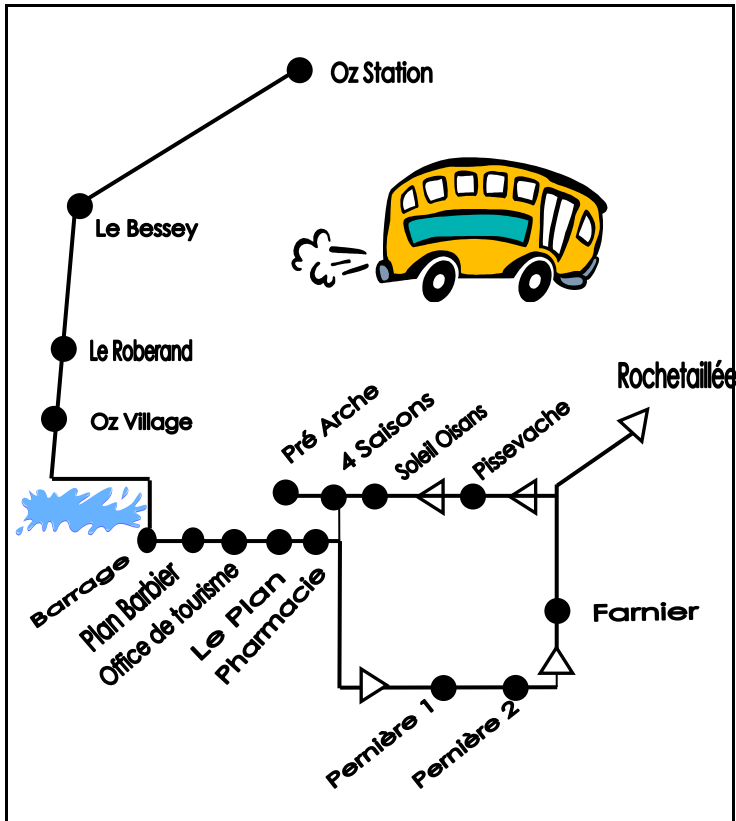 Oz Station
Le Bessey
Le Roberand
Oz Village
Rochetaillée
Pré Arche
4 Saisons
Soleil Oisans
Pissevache
Barrage
Plan Barbier
Office de tourisme
Le Plan
Pharmacie
Farnier
Pernière 1
Pernière 2